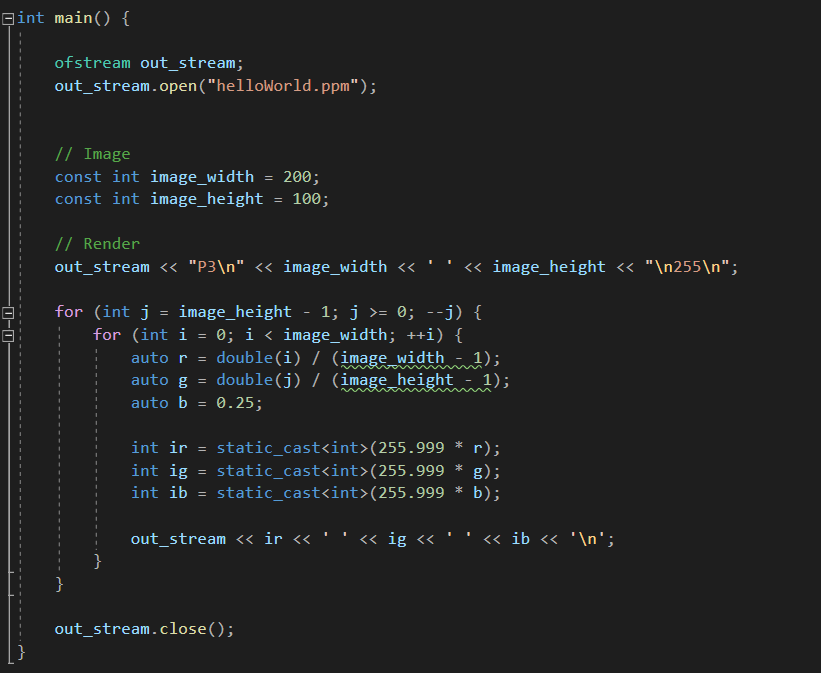 int main() {
ofstream out_stream;
out_stream.open("helloWorld.ppm");
// Image
const int image_width = 200;
const int image_height = 100;
// Render
out_stream << "P3\n" << image_width << ' ' << image_height << "\n255\n";
for (int j = image_height - 1; j >= 0; --j) {
for (int i = 0; i < image_width; ++i) {
auto r = double(i) / (image_width - 1);
auto g = double(j) / (image_height - 1);
auto b = 0.25;
int ir = static_cast<int>(255.999 * r);
int ig = static_cast<int>(255.999 * g);
int ib = static_cast<int>(255.999 * b);
out_stream << ir << ' ' << ig << ' ' << ib << '\n';
}
}
out_stream.close();
}